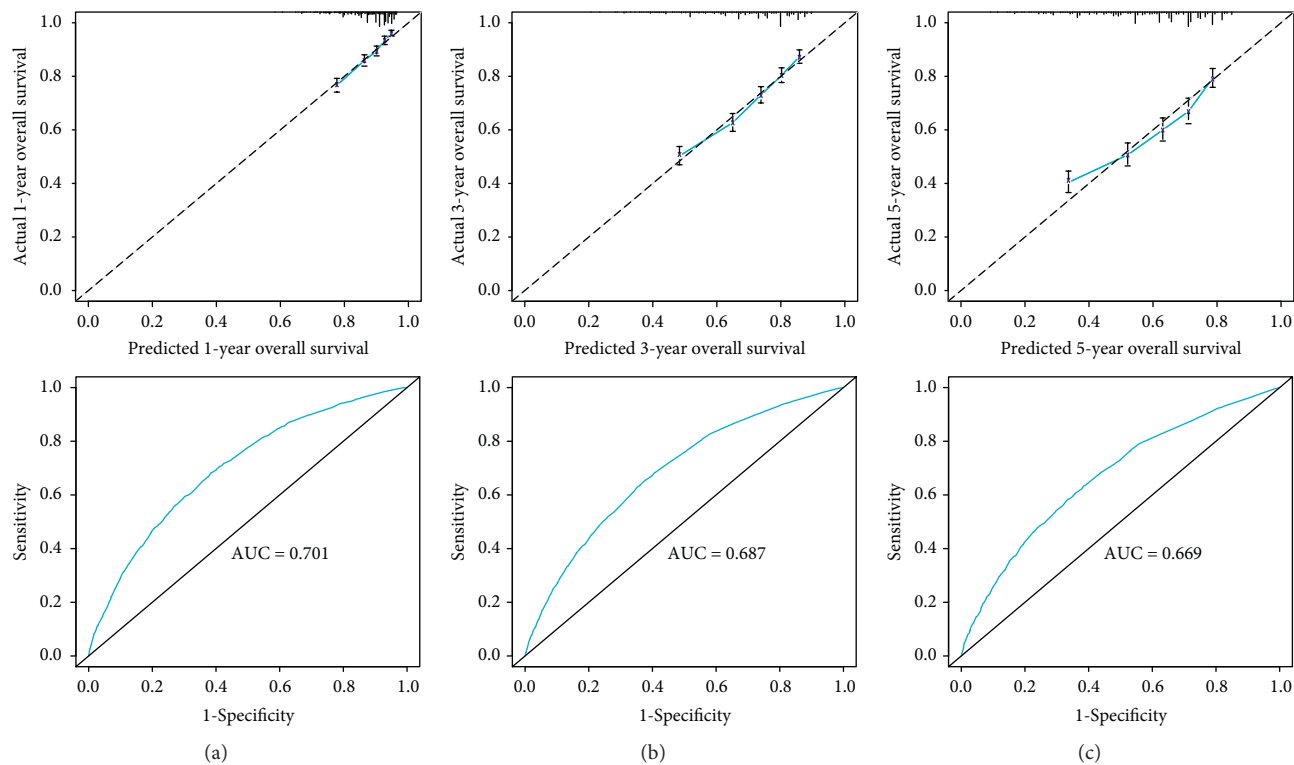 Actual 1-year overall survival
1.0
0.8
0.6
0.4
0.2
0.0
0.0 0.2 0.4 0.6 0.8 1.0
Predicted 1-year overall survival
Actual 3-year overall survival
1.0
0.8
0.6
0.4
0.2
0.0
0.0 0.2 0.4 0.6 0.8 1.0
Predicted 3-year overall survival
Actual 5-year overall survival
1.0
0.8
0.6
0.4
0.2
0.0
0.0 0.2 0.4 0.6 0.8 1.0
Predicted 5-year overall survival
Sensitivity
1.0
0.8
0.6
0.4
0.2
0.0
AUC = 0.701
0.0 0.2 0.4 0.6 0.8 1.0
1-Specificity
(a)
Sensitivity
1.0
0.8
0.6
0.4
0.2
0.0
AUC = 0.687
0.0 0.2 0.4 0.6 0.8 1.0
1-Specificity
(b)
Sensitivity
1.0
0.8
0.6
0.4
0.2
0.0
AUC = 0.669
0.0 0.2 0.4 0.6 0.8 1.0
1-Specificity
(c)